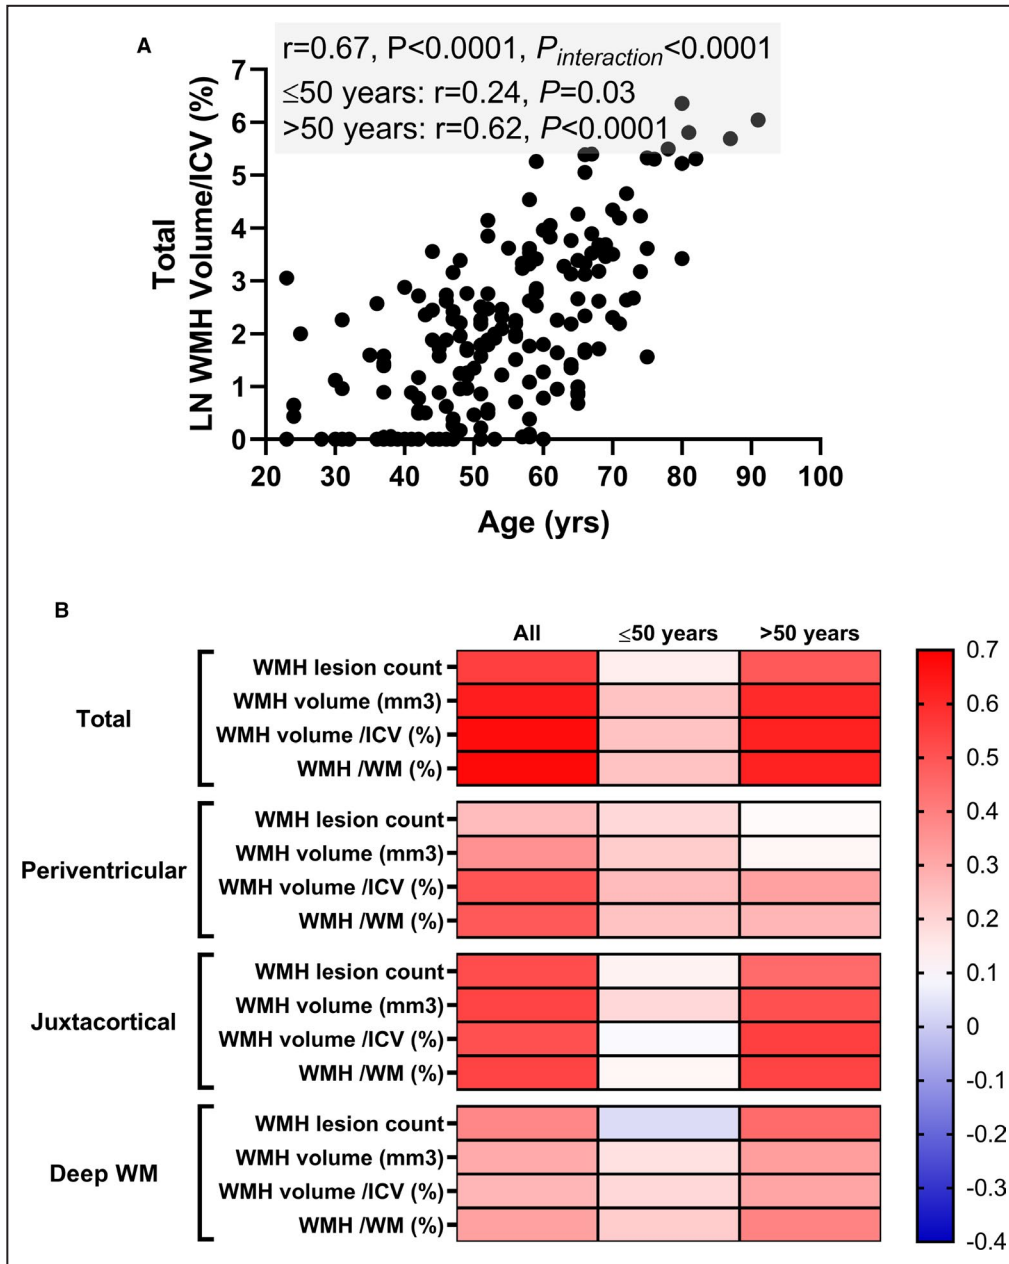 A
r=0.67, P<0.0001, Pinteraction<0.0001
≤50 years: r=0.24, P=0.03
>50 years: r=0.62, P<0.0001
Total
LN WMH Volume/ICV (%)
7
6
5
4
3
2
1
0
20 30 40 50 60 70 80 90 100
Age (yrs)
B
All ≤50 years >50 years
Total
WMH lesion count
WMH volume (mm3)
WMH volume /ICV (%)
WMH /WM (%)
Periventricular
WMH lesion count
WMH volume (mm3)
WMH volume /ICV (%)
WMH /WM (%)
Juxtacortical
WMH lesion count
WMH volume (mm3)
WMH volume /ICV (%)
WMH /WM (%)
Deep WM
WMH lesion count
WMH volume (mm3)
WMH volume /ICV (%)
WMH /WM (%)
0.7
0.6
0.5
0.4
0.3
0.2
0.1
0
-0.1
-0.2
-0.3
-0.4